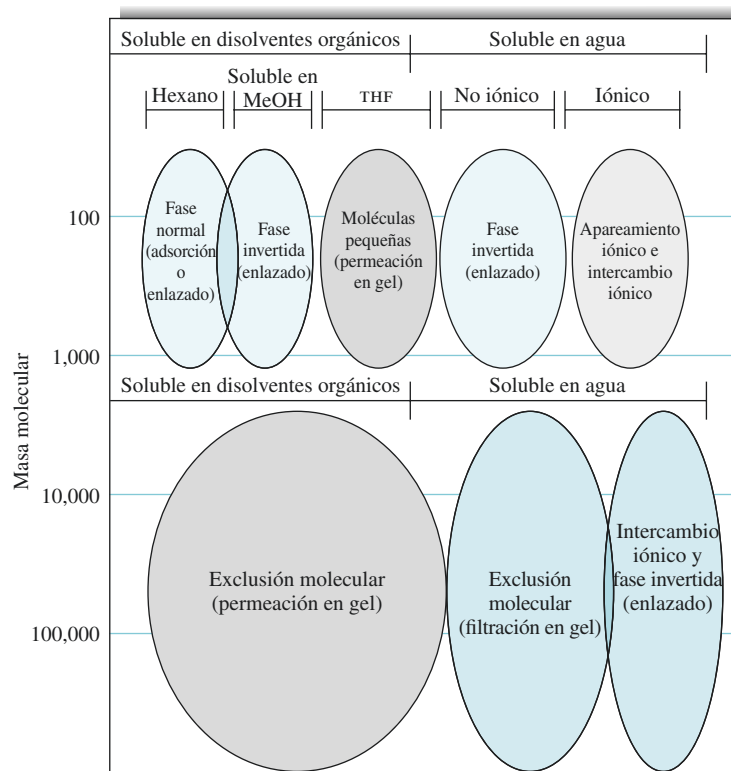 Soluble en disolventes orgánicos
Soluble en agua
Hexano
Soluble en
MeOH
THF
No iónico
Iónico
Masa molecular
100
1,000
10,000
100,000
Fase
normal
(adsorción
o
enlazado)
Fase
invertida
(enlazado)
Moléculas
pequeñas
(permeación
en gel)
Fase
invertida
(enlazado)
Apareamiento
iónico e
intercambio
iónico
Soluble en disolventes orgánicos
Soluble en agua
Exclusión molecular
(permeación en gel)
Exclusión
molecular
(filtración en gel)
Intercambio
iónico y
fase invertida
(enlazado)